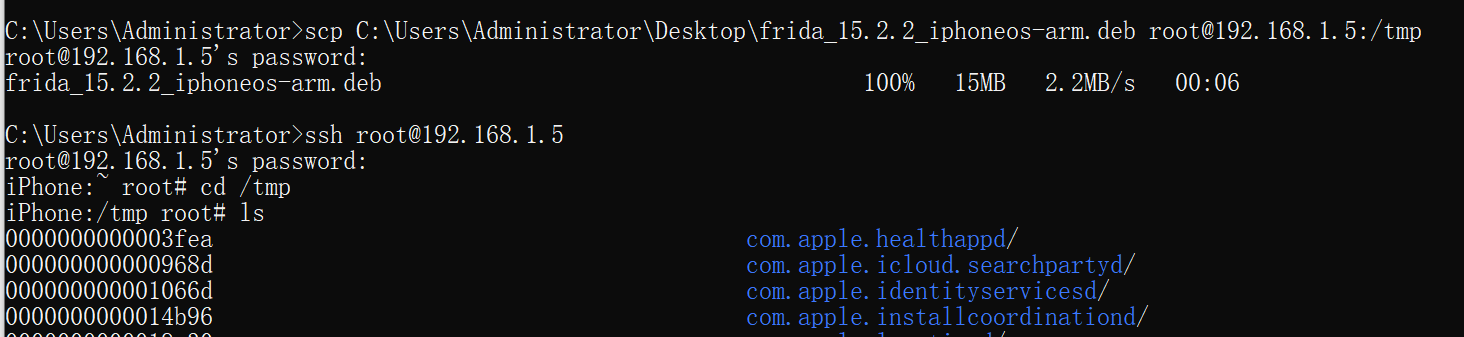 C:\Users\Administrator>scp C:\Users\Administrator\Desktop\frida_15.2.2_iphoneos-arm.deb root@192.168.1.5:/tmp
root@192.168.1.5's password:
frida_15.2.2_iphoneos-arm.deb 100% 15MB 2.2MB/s 00:06
C:\Users\Administrator>ssh root@192.168.1.5
root@192.168.1.5's password:
iPhone:~ root# cd /tmp
iPhone:/tmp root# ls
0000000000003fea com.apple.healthappd/
000000000000968d com.apple.icloud.searchpartyd/
000000000001066d com.apple.identityservicesd/
0000000000014b96 com.apple.installcoordinationd/